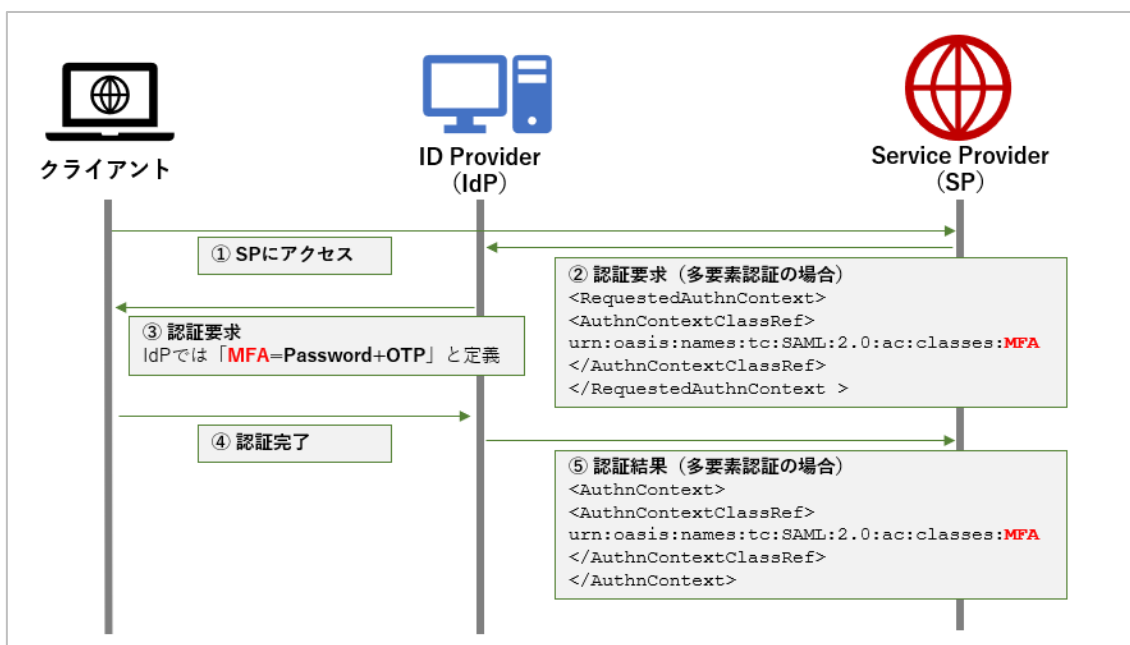 クライアント
ID Provider
（IdP）
Service Provider
（SP）
① SPにアクセス
② 認証要求（多要素認証の場合）
<RequestedAuthnContext>
<AuthnContextClassRef>
urn:oasis:names:tc:SAML:2.0:ac:classes:MFA
</AuthnContextClassRef>
</RequestedAuthnContext >
③ 認証要求
IdPでは「MFA=Password+OTP」と定義
④ 認証完了
⑤ 認証結果（多要素認証の場合）
<AuthnContext>
<AuthnContextClassRef>
urn:oasis:names:tc:SAML:2.0:ac:classes:MFA
</AuthnContextClassRef>
</AuthnContext>